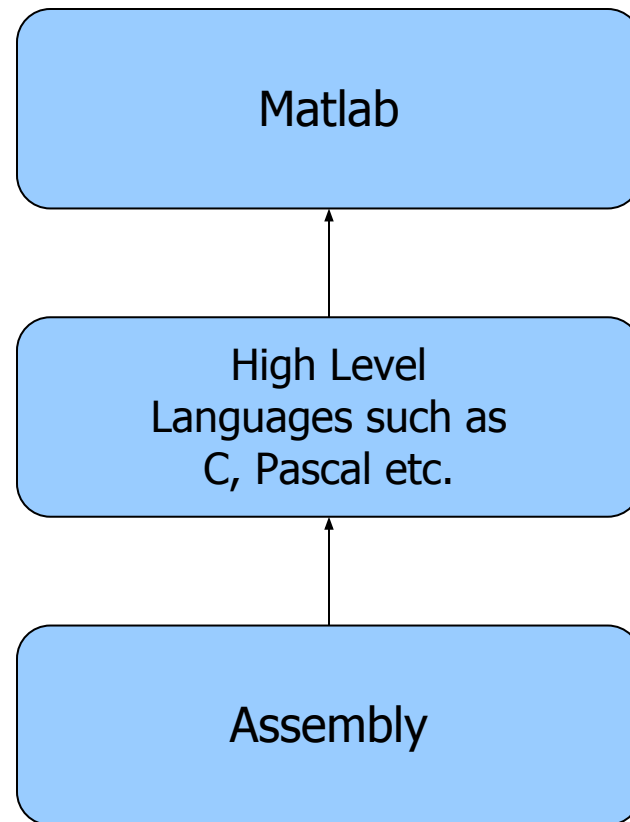 Matlab
High Level
Languages such as
C, Pascal etc.
Assembly